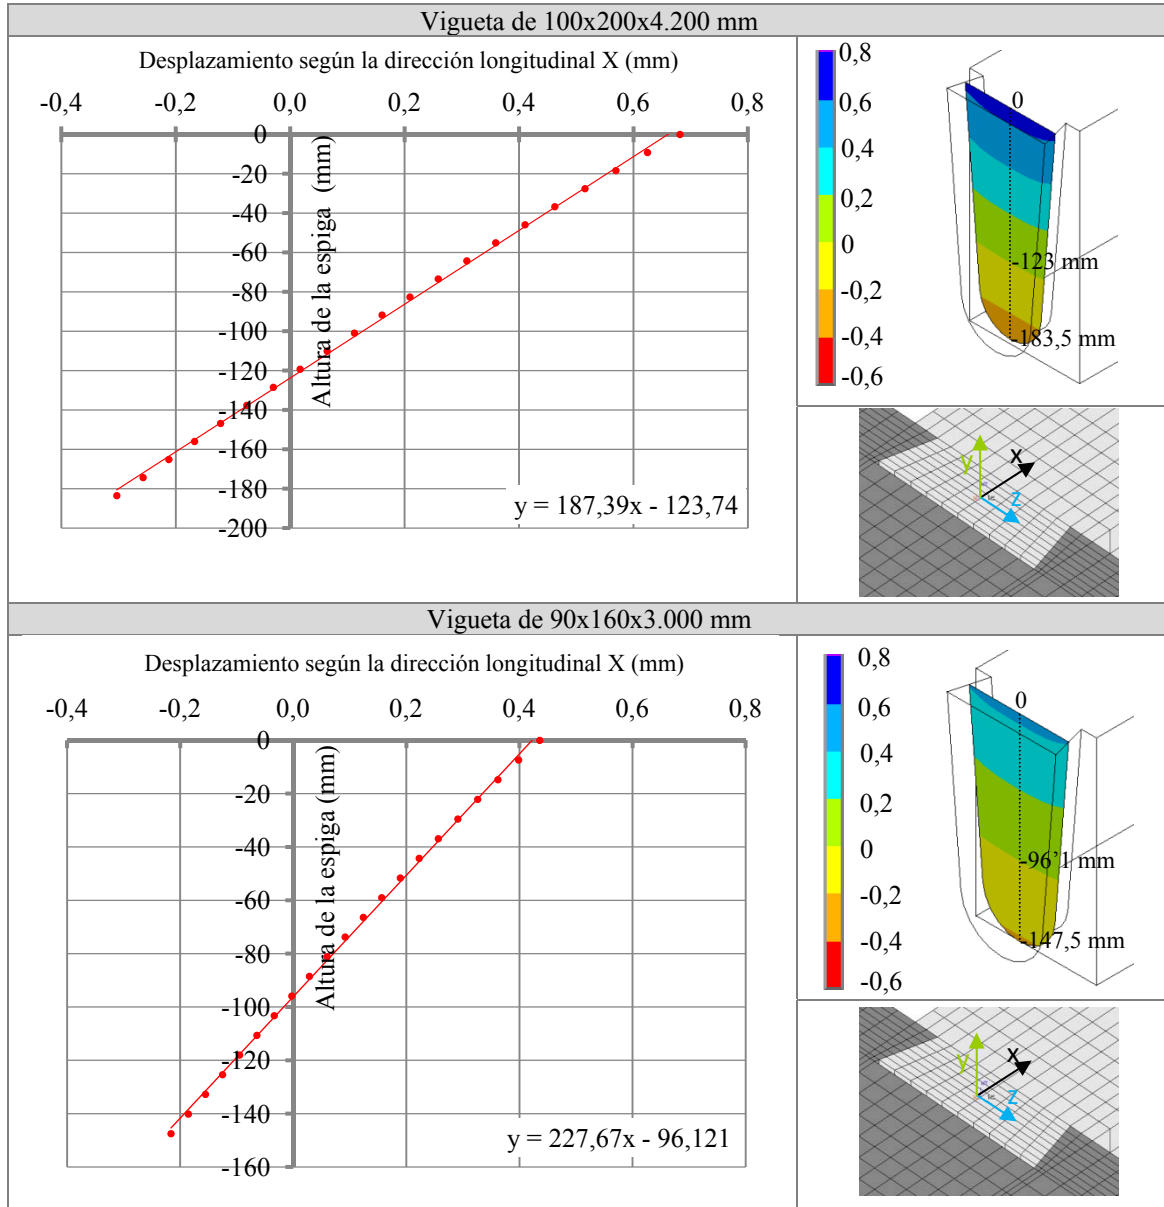 Vigueta de 100x200x4.200 mm
Desplazamiento según la dirección longitudinal X (mm)
-0,4 -0,2 0,0 0,2 0,4 0,6 0,8
0
-20
-40
-60
-80
-100
-120
-140
-160
-180
-200
Altura de la espiga (mm)
y = 187,39x - 123,74
0,8
0,6
0,4
0,2
0
-0,2
-0,4
-0,6
0
-123 mm
-183,5 mm
y x z
Vigueta de 90x160x3.000 mm
Desplazamiento según la dirección longitudinal X (mm)
-0,4 -0,2 0,0 0,2 0,4 0,6 0,8
0
-20
-40
-60
-80
-100
-120
-140
-160
Altura de la espiga (mm)
y = 227,67x - 96,121
0,8
0,6
0,4
0,2
0
-0,2
-0,4
-0,6
0
-96'1 mm
-147,5 mm
y x z